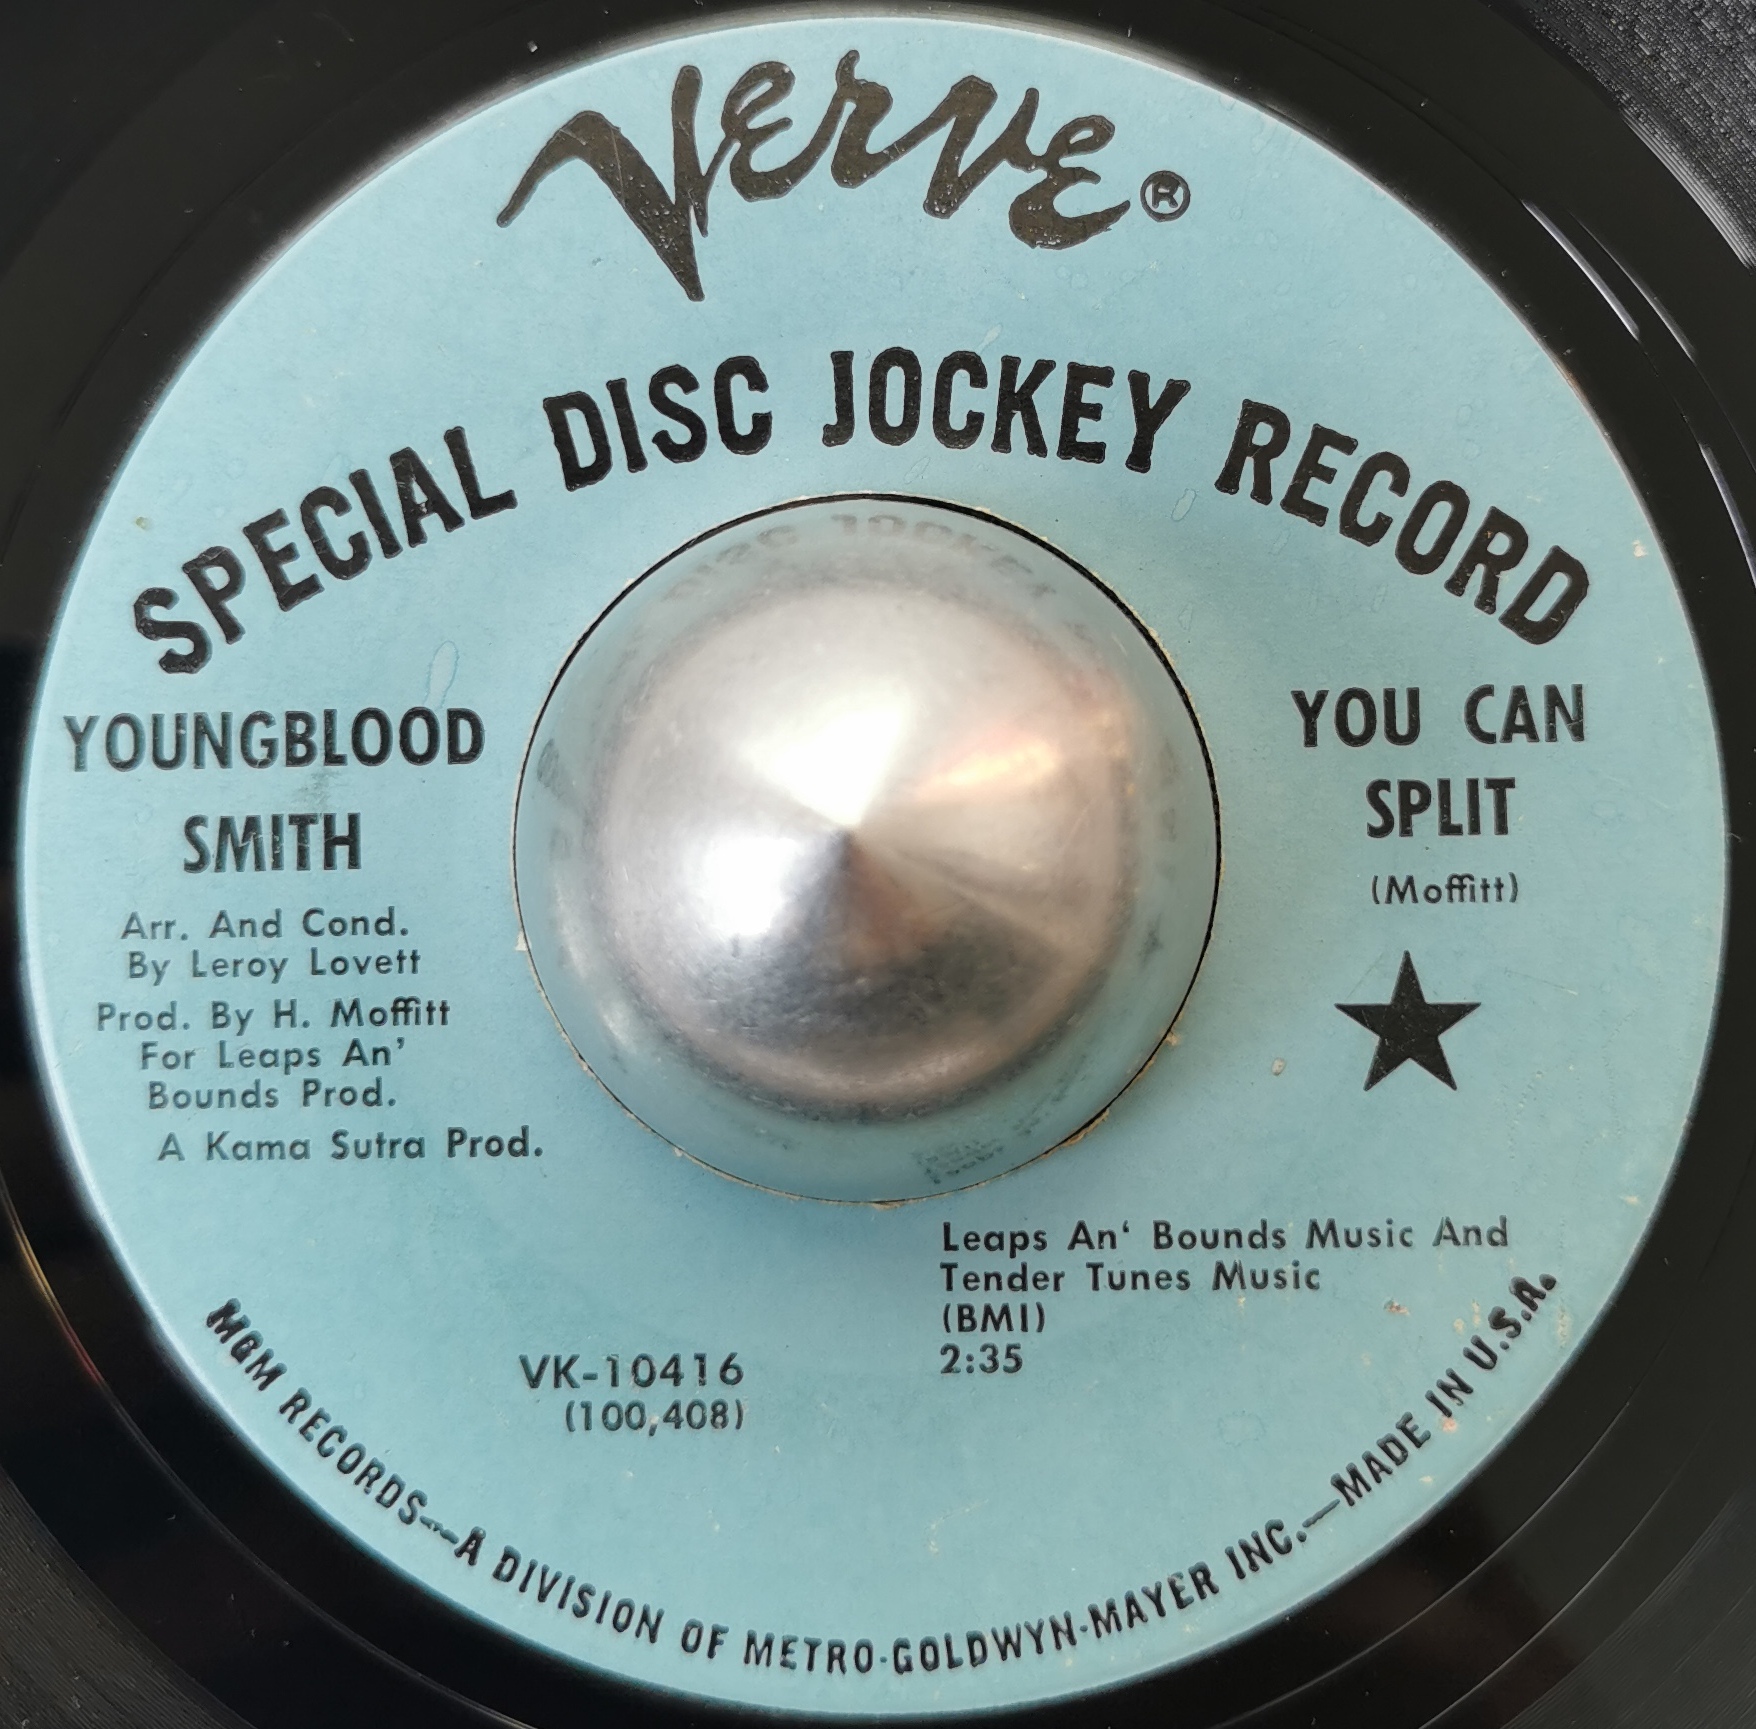 Verve®
SPECIAL DISC JOCKEY RECORD
YOUNGBLOOD
SMITH
Arr. And Cond.
By Leroy Lovett
Prod. By H. Moffitt
For Leaps An'
Bounds Prod.
A Kama Sutra Prod.
YOU CAN
SPLIT
(Moffitt)
Leaps An‘ Bounds Music And
Tender Tunes Music
(BMI)
2:35
VK-10416
(100,408)
MGM RECORDS—A DIVISION OF METRO-GOLDWYN-MAYER INC.—MADE IN U.S.A.